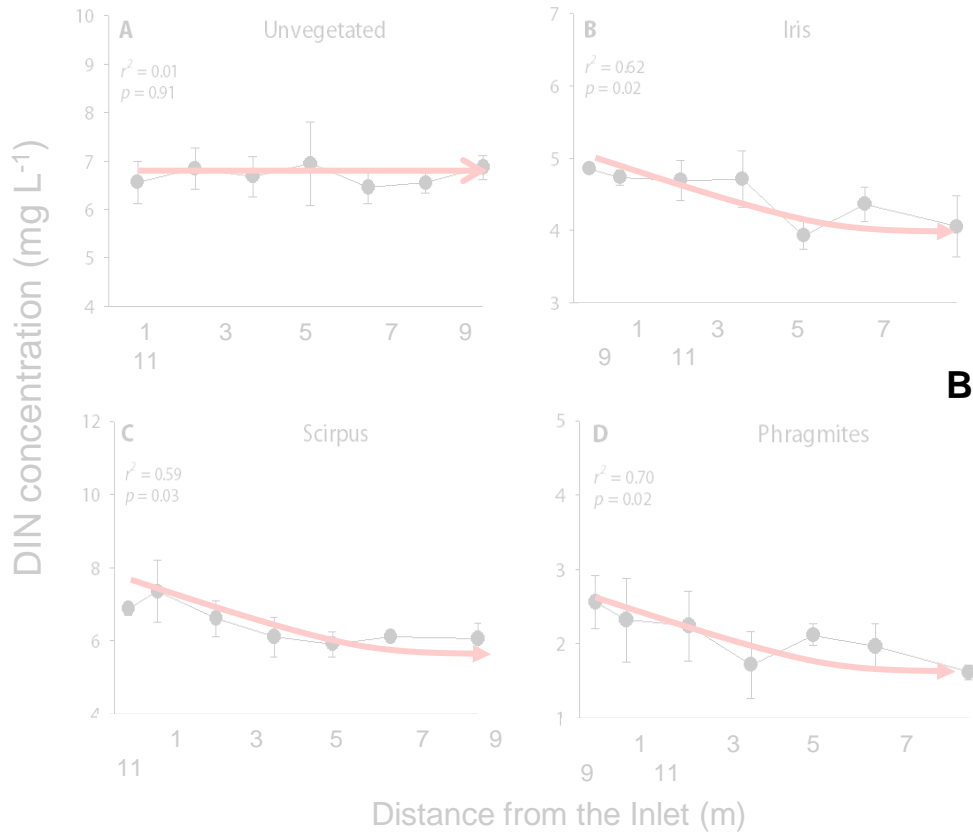 DIN concentration (mg L-1)
A
Unvegetated
r2 = 0.01
p = 0.91
10
9
8
7
6
5
4
1 3 5 7 9
11
B
Iris
r2 = 0.62
p = 0.02
7
6
5
4
3
1 3 5 7
9 11
B
C
Scirpus
r2 = 0.59
p = 0.03
12
10
8
6
4
1 3 5 7 9
11
D
Phragmites
r2 = 0.70
p = 0.02
5
4
3
2
1
1 3 5 7
9 11
Distance from the Inlet (m)